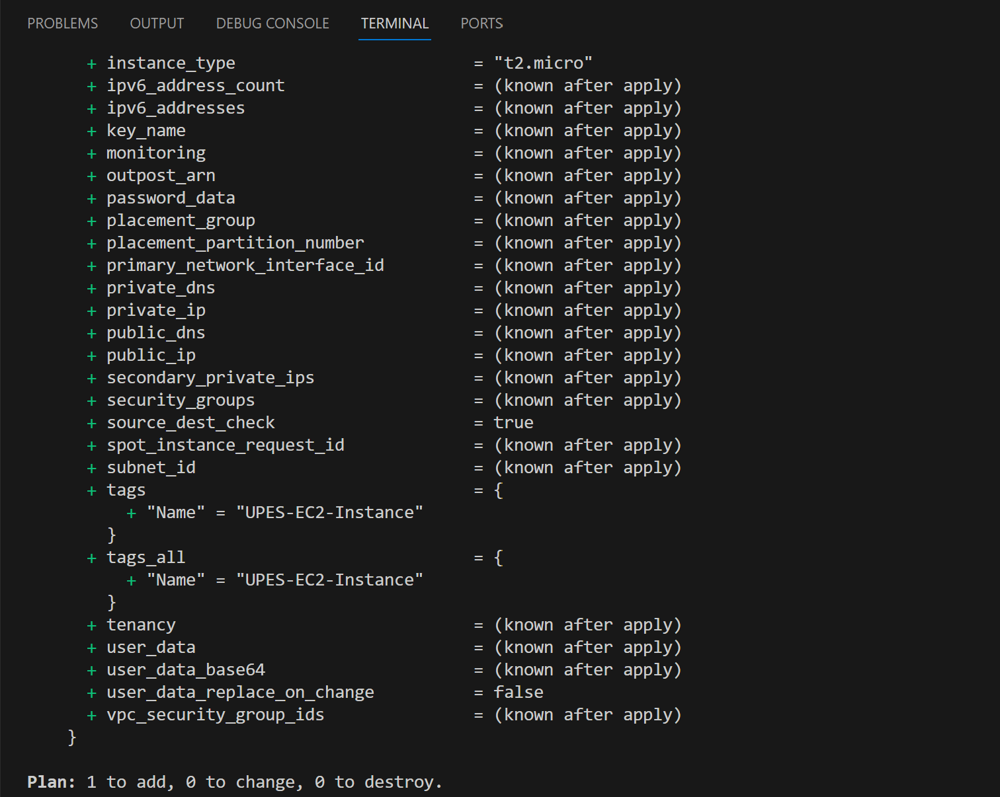 PROBLEMS OUTPUT DEBUG CONSOLE TERMINAL PORTS
+ instance_type = "t2.micro"
+ ipv6_address_count = (known after apply)
+ ipv6_addresses = (known after apply)
+ key_name = (known after apply)
+ monitoring = (known after apply)
+ outpost_arn = (known after apply)
+ password_data = (known after apply)
+ placement_group = (known after apply)
+ placement_partition_number = (known after apply)
+ primary_network_interface_id = (known after apply)
+ private_dns = (known after apply)
+ private_ip = (known after apply)
+ public_dns = (known after apply)
+ public_ip = (known after apply)
+ secondary_private_ips = (known after apply)
+ security_groups = (known after apply)
+ source_dest_check = true
+ spot_instance_request_id = (known after apply)
+ subnet_id = (known after apply)
+ tags = {
+ "Name" = "UPES-EC2-Instance"
}
+ tags_all = {
+ "Name" = "UPES-EC2-Instance"
}
+ tenancy = (known after apply)
+ user_data = (known after apply)
+ user_data_base64 = (known after apply)
+ user_data_replace_on_change = false
+ vpc_security_group_ids = (known after apply)
}
Plan: 1 to add, 0 to change, 0 to destroy.